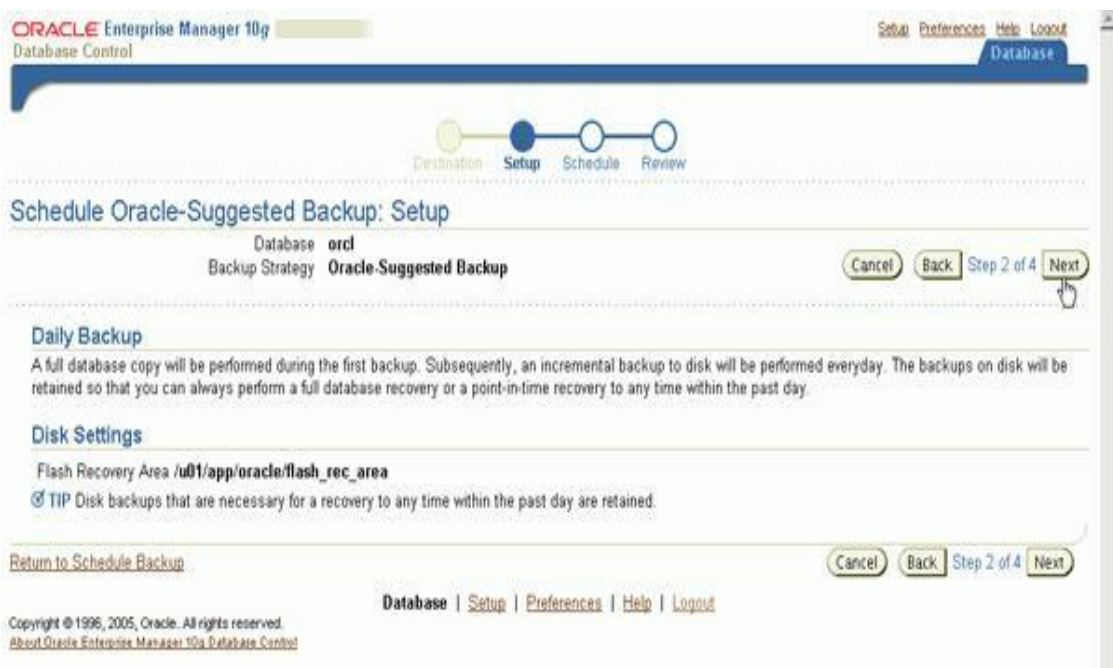 ORACLE Enterprise Manager 10g
Database Control
Setup Preferences Help Logout
Database
Destination Setup Schedule Review
Schedule Oracle-Suggested Backup: Setup
Database orcl
Backup Strategy Oracle-Suggested Backup
Cancel Back Step 2 of 4 Next
Daily Backup
A full database copy will be performed during the first backup. Subsequently, an incremental backup to disk will be performed everyday. The backups on disk will be
retained so that you can always perform a full database recovery or a point-in-time recovery to any time within the past day.
Disk Settings
Flash Recovery Area /u01/app/oracle/flash_rec_area
TIP Disk backups that are necessary for a recovery to any time within the past day are retained.
Return to Schedule Backup
Cancel Back Step 2 of 4 Next
Database | Setup | Preferences | Help | Logout
Copyright © 1996, 2005, Oracle. All rights reserved.
About Oracle Enterprise Manager 10g Database Control